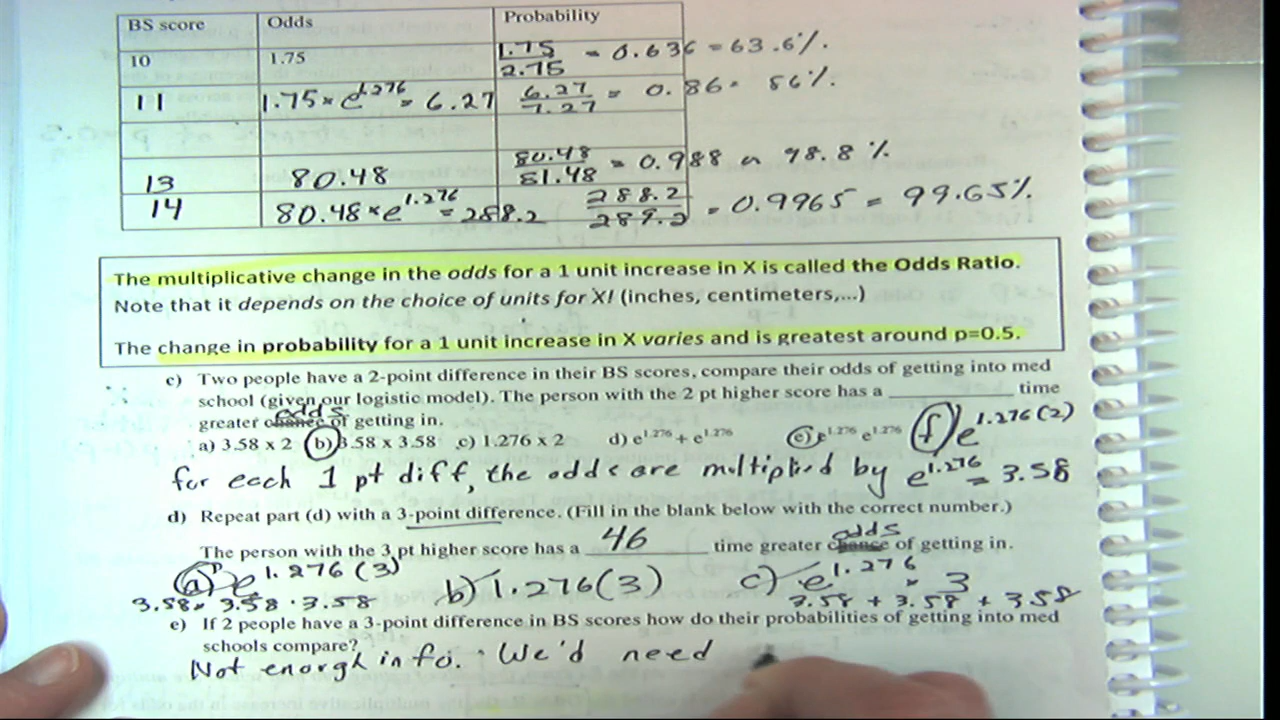 BS score Odds Probability
10 1.75 1.75/2.75 = 0.636 = 63.6%.
11 1.75 × e^1.276 = 6.27 6.27/7.27 = 0.86 = 86%.
13 80.48 80.48/81.48 = 0.988 or 98.8%
14 80.48 × e^1.276 = 288.2 288.2/289.2 = 0.9965 = 99.65%.
The multiplicative change in the odds for a 1 unit increase in X is called the Odds Ratio.
Note that it depends on the choice of units for X! (inches, centimeters,...)
The change in probability for a 1 unit increase in X varies and is greatest around p=0.5.
c) Two people have a 2-point difference in their BS scores, compare their odds of getting into med
school (given our logistic model). The person with the 2 pt higher score has a ____________ time
odds
greater chance of getting in.
a) 3.58 x 2 (b) 3.58 x 3.58 c) 1.276 x 2 d) e^1.276 + e^1.276 e) e^1.276 e^1.276 (f) e^1.276(2)
for each 1 pt diff, the odds are multiplied by e^1.276 = 3.58
d) Repeat part (d) with a 3-point difference. (Fill in the blank below with the correct number.)
odds
The person with the 3 pt higher score has a 46 time greater chance of getting in.
(a) e^1.276(3) b) 1.276(3) c) e^1.276 × 3
3.58 × 3.58 · 3.58 3.58 + 3.58 + 3.58
e) If 2 people have a 3-point difference in BS scores how do their probabilities of getting into med
schools compare?
Not enough info. We'd need